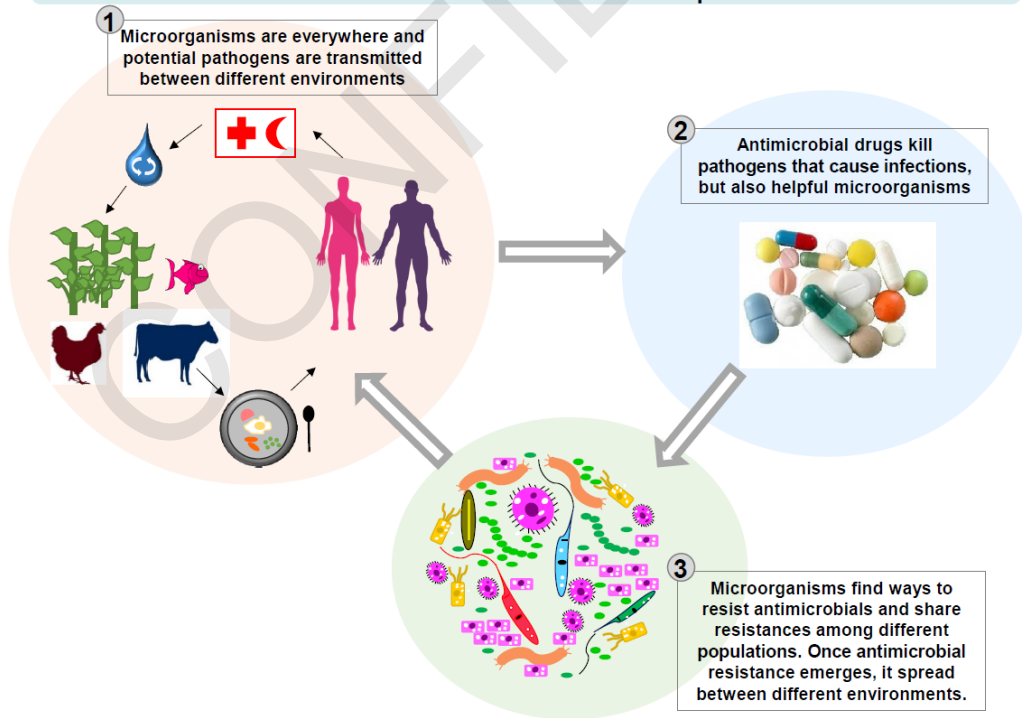 1
Microorganisms are everywhere and
potential pathogens are transmitted
between different environments
2
Antimicrobial drugs kill
pathogens that cause infections,
but also helpful microorganisms
3
Microorganisms find ways to
resist antimicrobials and share
resistances among different
populations. Once antimicrobial
resistance emerges, it spread
between different environments.